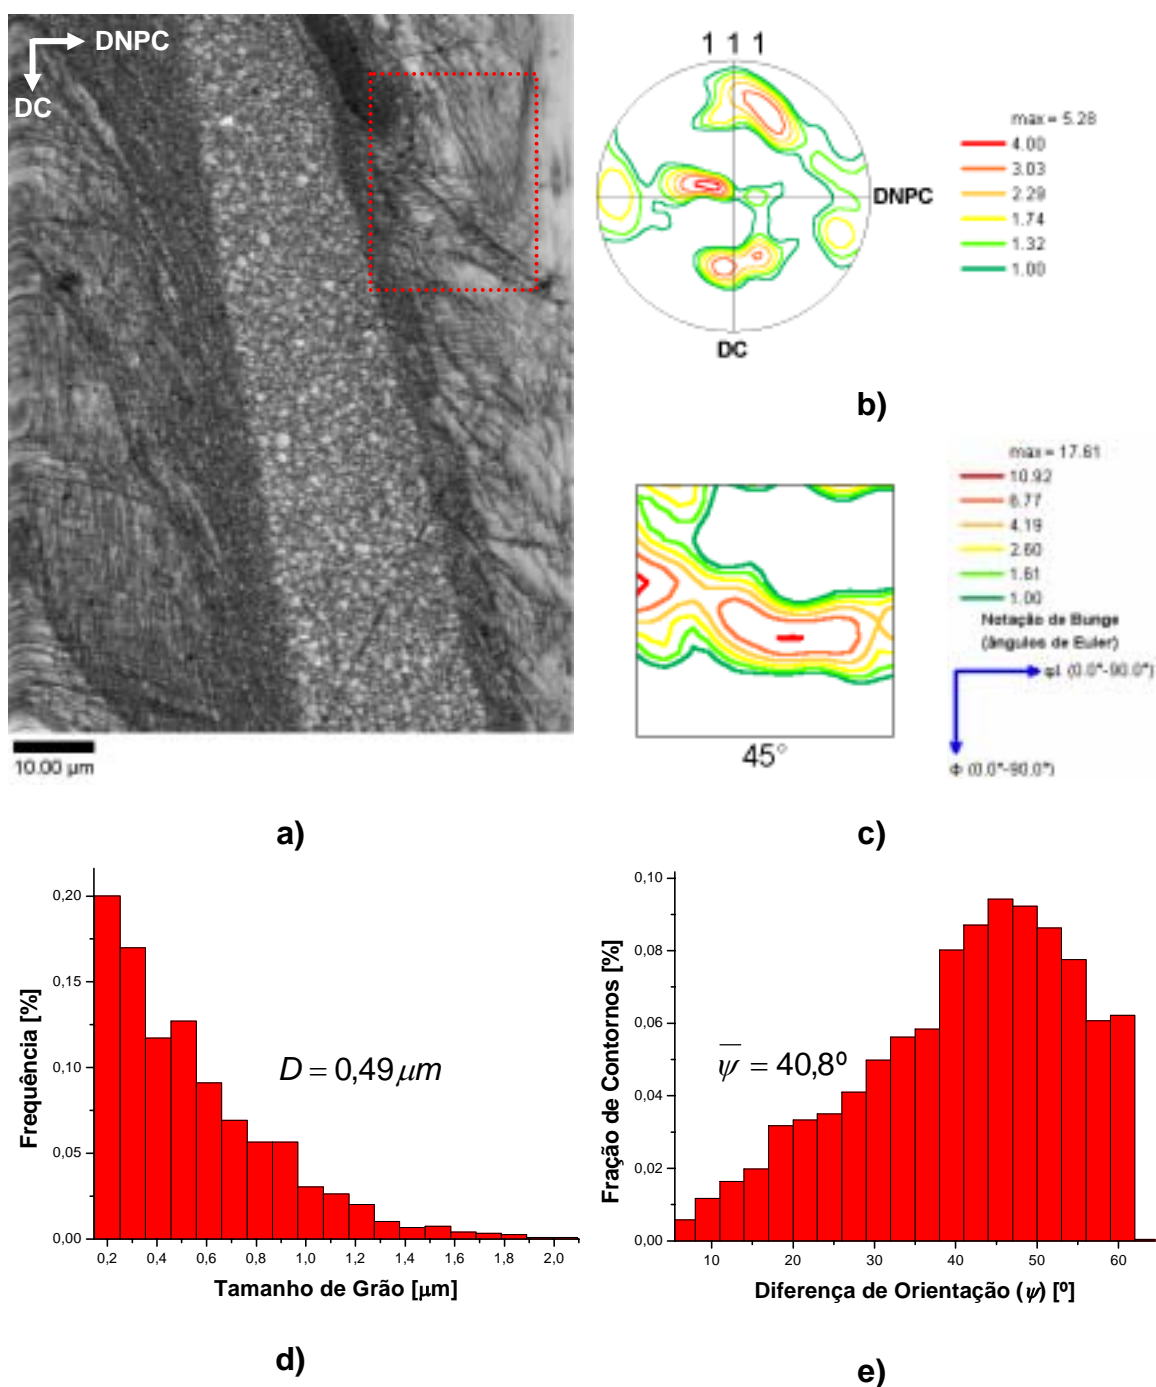 DNPC
DC
10.00 µm
a)
1 1 1
DNPC
DC
max = 5.28
4.00
3.03
2.29
1.74
1.32
1.00
b)
45°
max = 17.61
10.92
6.77
4.19
2.60
1.61
1.00
Notação de Bunge
(ângulos de Euler)
φ1 (0.0°-90.0°)
Φ (0.0°-90.0°)
c)
Frequência [%]
0,20
0,15
0,10
0,05
0,00
D = 0,49 µm
0,2 0,4 0,6 0,8 1,0 1,2 1,4 1,6 1,8 2,0
Tamanho de Grão [µm]
d)
Fração de Contornos [%]
0,10
0,08
0,06
0,04
0,02
0,00
ψ = 40,8º
10 20 30 40 50 60
Diferença de Orientação (ψ) [º]
e)